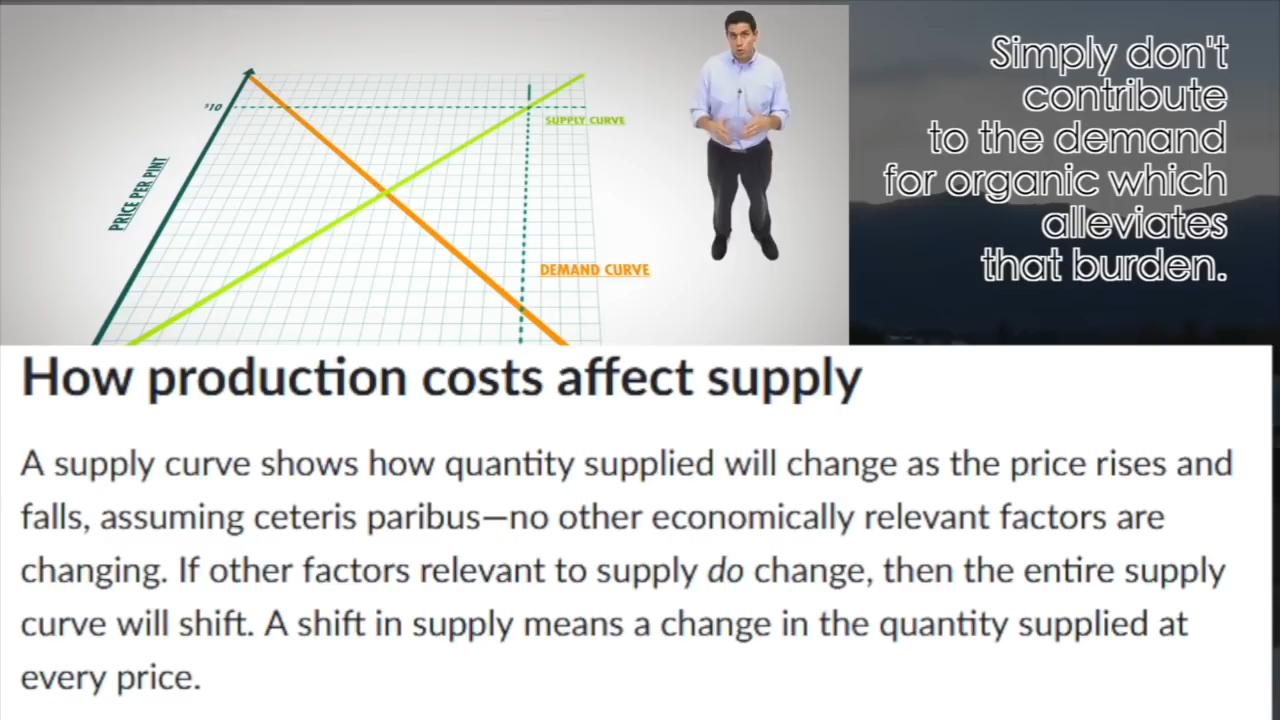 $10
SUPPLY CURVE
PRICE PER PINT
DEMAND CURVE
Simply don't
contribute
to the demand
for organic which
alleviates
that burden.
How production costs affect supply
A supply curve shows how quantity supplied will change as the price rises and
falls, assuming ceteris paribus—no other economically relevant factors are
changing. If other factors relevant to supply do change, then the entire supply
curve will shift. A shift in supply means a change in the quantity supplied at
every price.